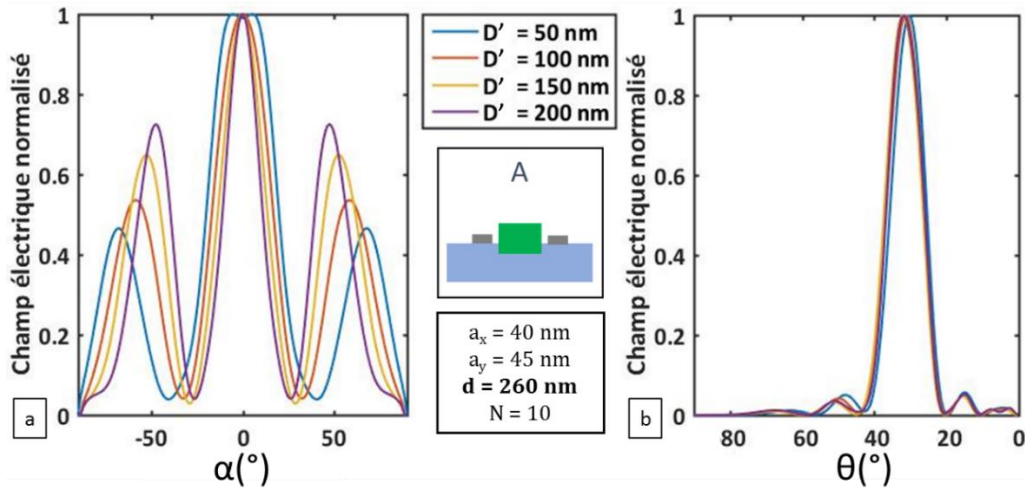 Champ électrique normalisé
1
0.8
0.6
0.4
0.2
0
-50
0
50
α(°)
a
D' = 50 nm
D' = 100 nm
D' = 150 nm
D' = 200 nm
A
aₓ = 40 nm
a_y = 45 nm
d = 260 nm
N = 10
Champ électrique normalisé
1
0.8
0.6
0.4
0.2
0
80
60
40
20
0
θ(°)
b